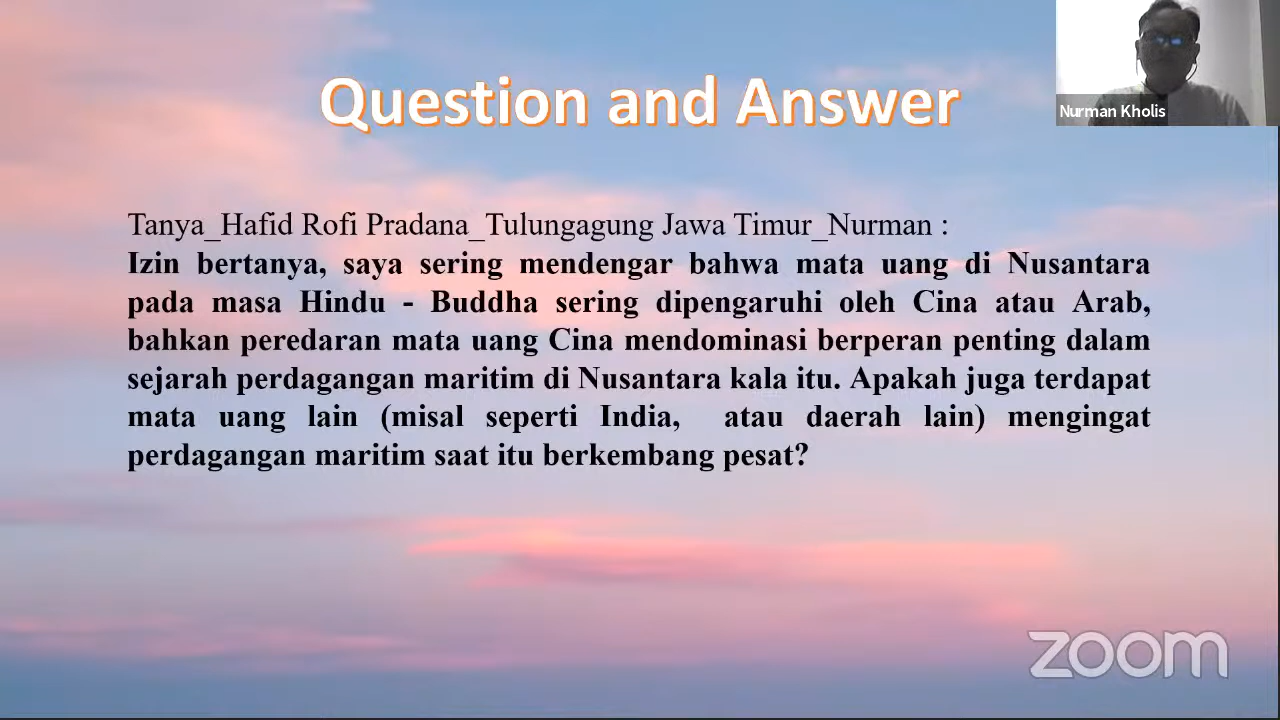 Question and Answer
Nurman Kholis
Tanya_Hafid Rofi Pradana_Tulungagung Jawa Timur_Nurman :
Izin bertanya, saya sering mendengar bahwa mata uang di Nusantara
pada masa Hindu - Buddha sering dipengaruhi oleh Cina atau Arab,
bahkan peredaran mata uang Cina mendominasi berperan penting dalam
sejarah perdagangan maritim di Nusantara kala itu. Apakah juga terdapat
mata uang lain (misal seperti India, atau daerah lain) mengingat
perdagangan maritim saat itu berkembang pesat?
zoom